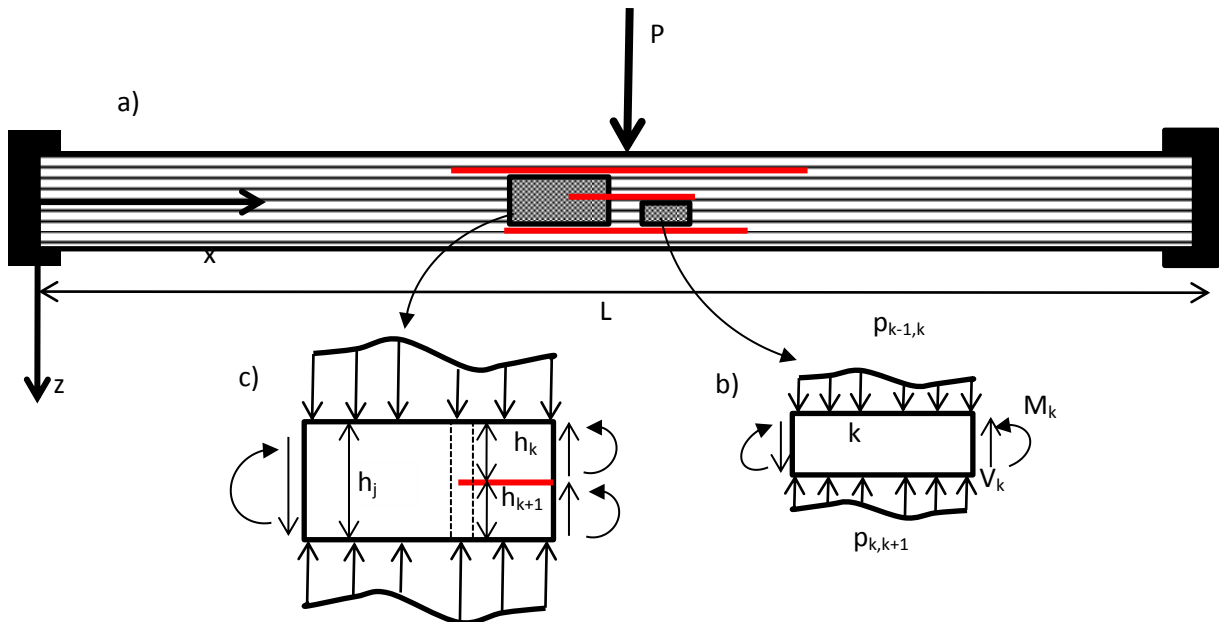 P
a)
x
L
z
p_{k-1,k}
c)
b)
h_k
M_k
k
h_j
h_{k+1}
V_k
p_{k,k+1}